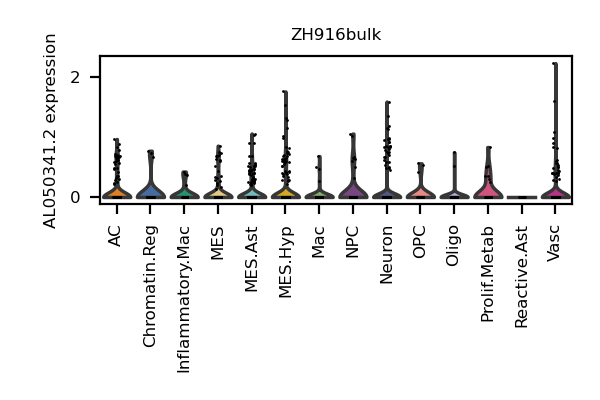 ZH916bulk
AL050341.2 expression
2
0
AC
Chromatin.Reg
Inflammatory.Mac
MES
MES.Ast
MES.Hyp
Mac
NPC
Neuron
OPC
Oligo
Prolif.Metab
Reactive.Ast
Vasc